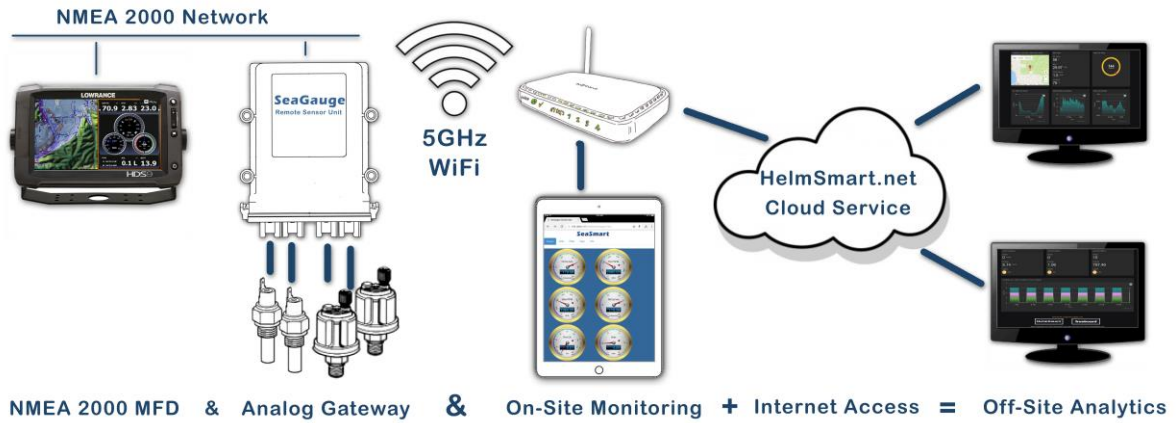 NMEA 2000 Network
LOWRANCE
70.9 2.83 23.0
0.1 L 13.9
HDS9
SeaGauge
Remote Sensor Unit
5GHz
WiFi
SeaSmart
HelmSmart.net
Cloud Service
NMEA 2000 MFD & Analog Gateway & On-Site Monitoring + Internet Access = Off-Site Analytics